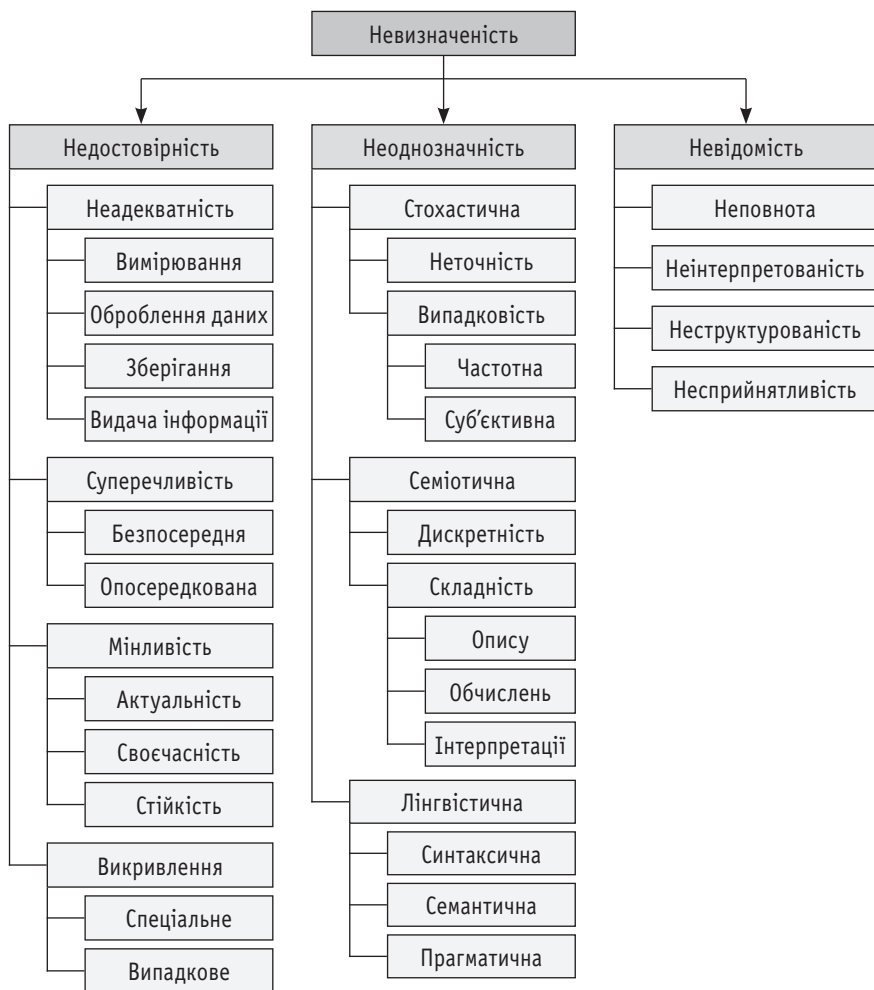 Невизначеність
Недостовірність
Неадекватність
Вимірювання
Оброблення даних
Зберігання
Видача інформації
Суперечливість
Безпосередня
Опосередкована
Мінливість
Актуальність
Своєчасність
Стійкість
Викривлення
Спеціальне
Випадкове
Неоднозначність
Стохастична
Неточність
Випадковість
Частотна
Суб’єктивна
Семіотична
Дискретність
Складність
Опису
Обчислень
Інтерпретації
Лінгвістична
Синтаксична
Семантична
Прагматична
Невідомість
Неповнота
Неінтерпретованість
Неструктурованість
Несприйнятливість